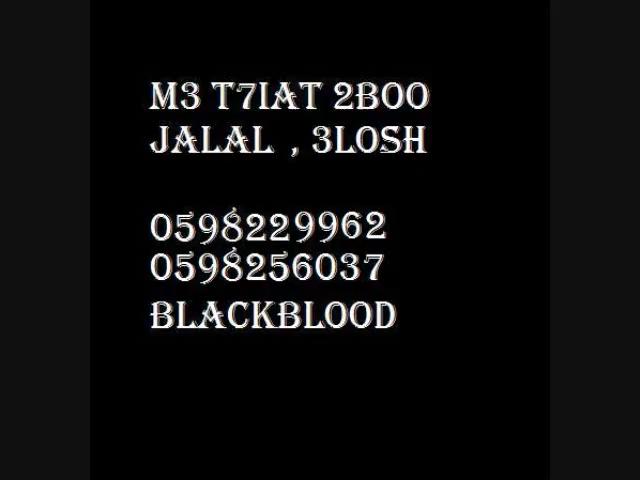 M3 T7IAT 2BOO
JALAL , 3LOSH
0598229962
0598256037
BLACKBLOOD